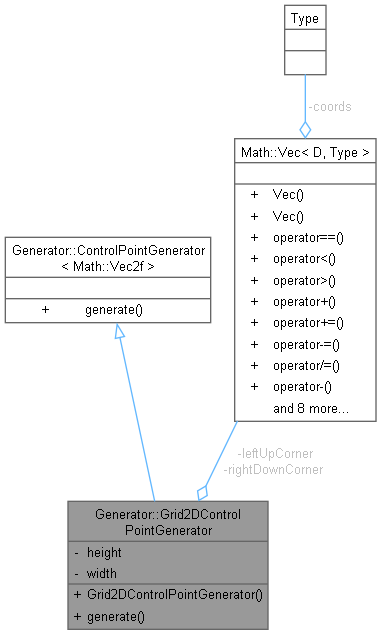 Type
-coords
Math::Vec< D, Type >
+ Vec()
+ Vec()
+ operator==()
+ operator<()
+ operator>()
+ operator+()
+ operator+=()
+ operator-=()
+ operator/=()
+ operator-()
and 8 more...
Generator::ControlPointGenerator
< Math::Vec2f >
+ generate()
-leftUpCorner
-rightDownCorner
Generator::Grid2DControl
PointGenerator
- height
- width
+ Grid2DControlPointGenerator()
+ generate()